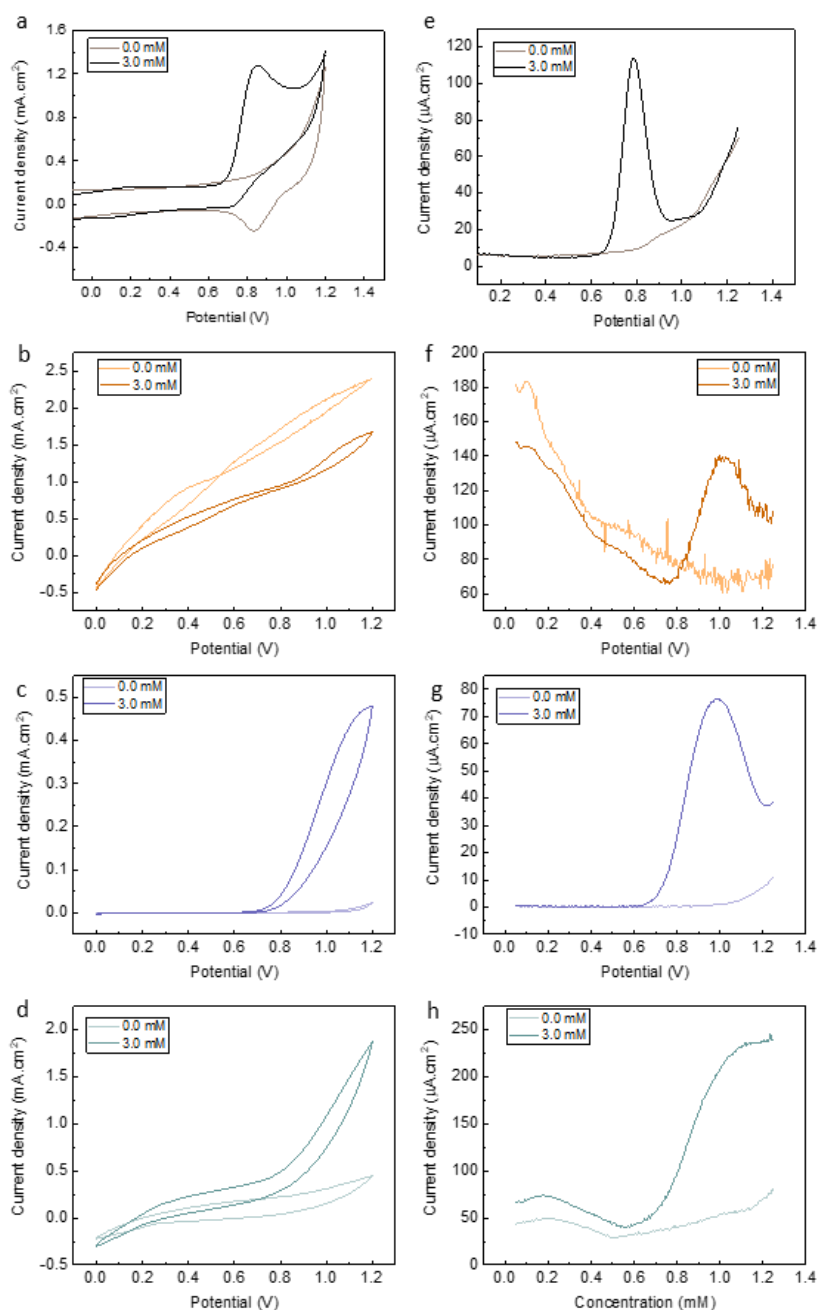 a
1.6
1.2
0.8
0.4
0.0
-0.4
Current density ( mA.cm²)
0.0 mM
3.0 mM
0.0 0.2 0.4 0.6 0.8 1.0 1.2 1.4
Potential (V)
e
120
100
80
60
40
20
0
Current density (µA.cm²)
0.0 mM
3.0 mM
0.2 0.4 0.6 0.8 1.0 1.2 1.4
Potential (V)
b
2.5
2.0
1.5
1.0
0.5
0.0
-0.5
Current density (mA.cm²)
0.0 mM
3.0 mM
0.0 0.2 0.4 0.6 0.8 1.0 1.2
Potential (V)
f
200
180
160
140
120
100
80
60
Current density (µA.cm²)
0.0 mM
3.0 mM
0.0 0.2 0.4 0.6 0.8 1.0 1.2 1.4
Potential (V)
c
0.5
0.4
0.3
0.2
0.1
0.0
Current density (mA.cm²)
0.0 mM
3.0 mM
0.0 0.2 0.4 0.6 0.8 1.0 1.2
Potential (V)
g
80
70
60
50
40
30
20
10
0
-10
Current density (µA.cm²)
0.0 mM
3.0 mM
0.0 0.2 0.4 0.6 0.8 1.0 1.2 1.4
Potential (V)
d
2.0
1.5
1.0
0.5
0.0
-0.5
Current density (mA.cm²)
0.0 mM
3.0 mM
0.0 0.2 0.4 0.6 0.8 1.0 1.2
Potential (V)
h
250
200
150
100
50
0
Current density (µA.cm²)
0.0 mM
3.0 mM
0.0 0.2 0.4 0.6 0.8 1.0 1.2 1.4
Concentration (mM)